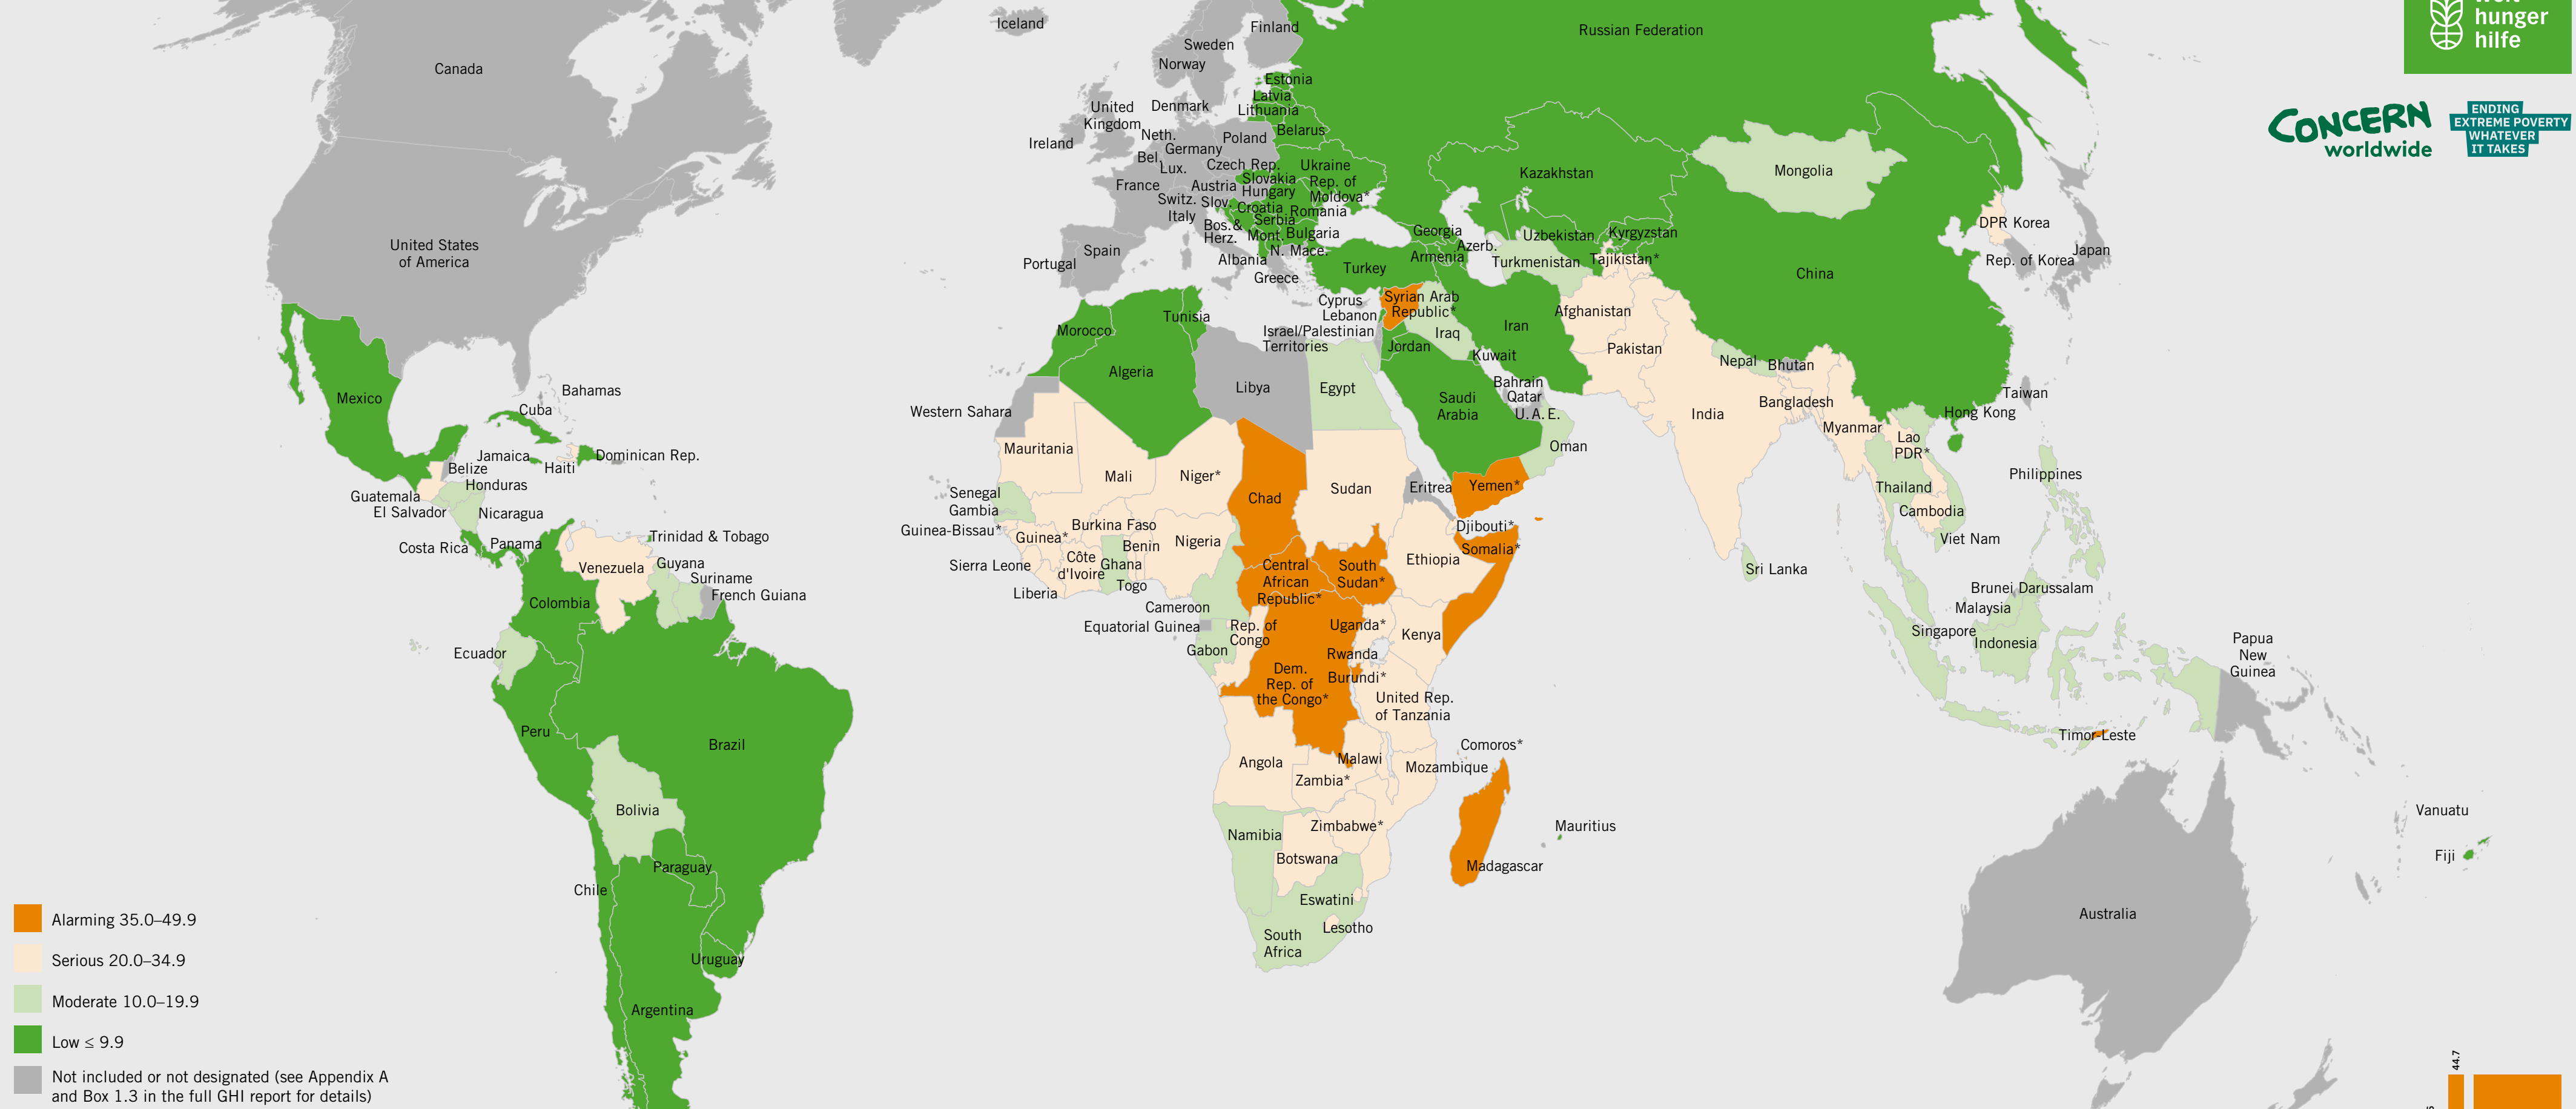 Welt
hunger
hilfe
CONCERN
worldwide
ENDING
EXTREME POVERTY
WHATEVER
IT TAKES
Iceland
Finland
Russian Federation
Sweden
Norway
Canada
Estonia
Latvia
Lithuania
United
Kingdom
Denmark
Ireland
Neth.
Poland
Belarus
Bel.
Germany
Lux.
Czech Rep.
Ukraine
Slovakia
France
Austria
Hungary
Rep. of
Moldova*
Switz.
Slov.
Croatia
Romania
Italy
Serbia
Bos. &
Herz.
Mont.
Bulgaria
N. Mace.
Albania
Greece
Spain
Portugal
Kazakhstan
Mongolia
DPR Korea
Rep. of Korea
Japan
Georgia
Azerb.
Armenia
Uzbekistan
Kyrgyzstan
Turkmenistan
Tajikistan*
China
United States
of America
Turkey
Cyprus
Lebanon
Syrian Arab
Republic*
Israel/Palestinian
Territories
Iraq
Iran
Afghanistan
Tunisia
Morocco
Jordan
Kuwait
Pakistan
Nepal
Bhutan
Algeria
Libya
Egypt
Bahrain
Qatar
U.A.E.
Saudi
Arabia
Taiwan
Mexico
Bahamas
Cuba
Western Sahara
India
Bangladesh
Hong Kong
Myanmar
Lao
PDR*
Oman
Mauritania
Mali
Niger*
Jamaica
Haiti
Dominican Rep.
Belize
Honduras
Guatemala
El Salvador
Nicaragua
Chad
Sudan
Eritrea
Yemen*
Thailand
Philippines
Senegal
Gambia
Guinea-Bissau*
Guinea*
Burkina Faso
Benin
Nigeria
Côte
d'Ivoire
Ghana
Togo
Sierra Leone
Liberia
Djibouti*
Somalia*
Ethiopia
Cambodia
Viet Nam
Sri Lanka
Costa Rica
Panama
Trinidad & Tobago
Venezuela
Guyana
Suriname
French Guiana
Colombia
Central
African
Republic*
South
Sudan*
Cameroon
Equatorial Guinea
Rep. of
Congo
Gabon
Uganda*
Kenya
Rwanda
Burundi*
Dem.
Rep. of
the Congo*
United Rep.
of Tanzania
Brunei Darussalam
Malaysia
Singapore
Indonesia
Papua
New
Guinea
Ecuador
Peru
Brazil
Timor-Leste
Comoros*
Angola
Malawi
Mozambique
Zambia*
Bolivia
Namibia
Zimbabwe*
Botswana
Mauritius
Madagascar
Vanuatu
Fiji
Paraguay
Chile
Eswatini
Lesotho
South
Africa
Australia
Uruguay
Argentina
Alarming 35.0–49.9
Serious 20.0–34.9
Moderate 10.0–19.9
Low ≤ 9.9
Not included or not designated (see Appendix A
and Box 1.3 in the full GHI report for details)
44.7